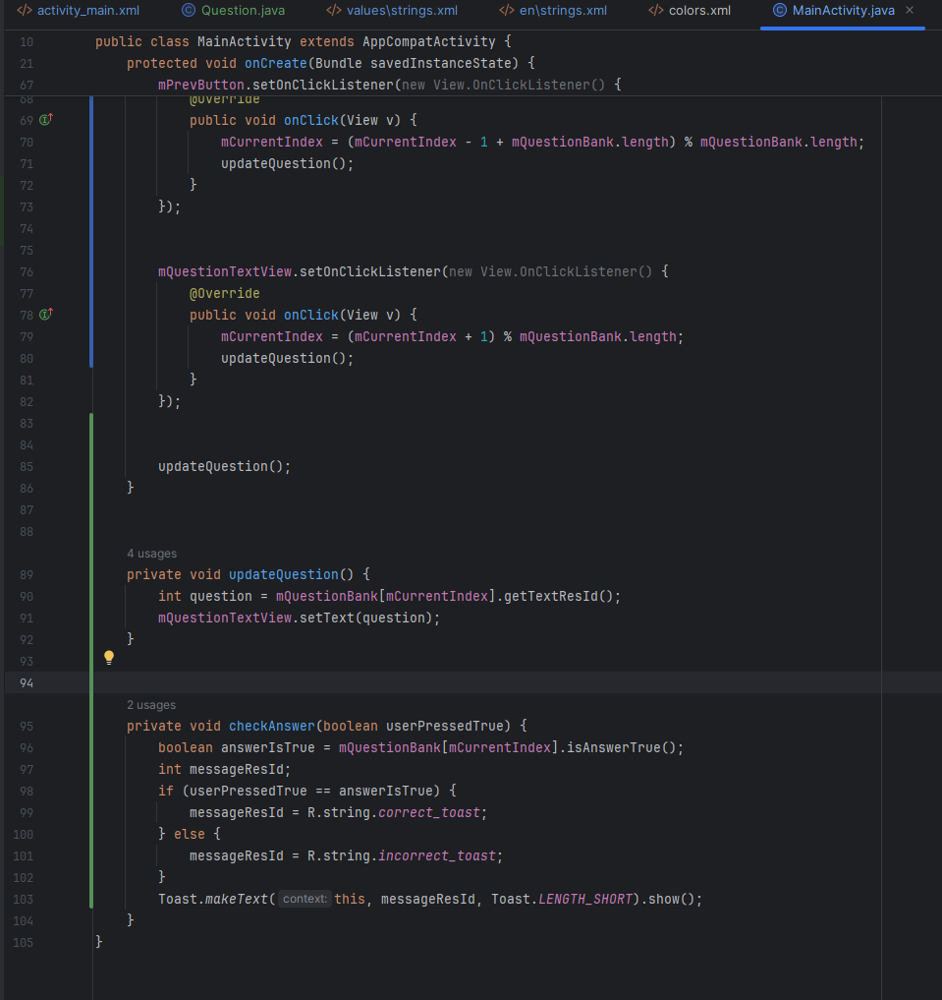 activity_main.xml Question.java values\strings.xml en\strings.xml colors.xml MainActivity.java
10 public class MainActivity extends AppCompatActivity {
21 protected void onCreate(Bundle savedInstanceState) {
67 mPrevButton.setOnClickListener(new View.OnClickListener() {
68 @Override
69 public void onClick(View v) {
70 mCurrentIndex = (mCurrentIndex - 1 + mQuestionBank.length) % mQuestionBank.length;
71 updateQuestion();
72 }
73 });
74
75
76 mQuestionTextView.setOnClickListener(new View.OnClickListener() {
77 @Override
78 public void onClick(View v) {
79 mCurrentIndex = (mCurrentIndex + 1) % mQuestionBank.length;
80 updateQuestion();
81 }
82 });
83
84
85 updateQuestion();
86 }
87
88
4 usages
89 private void updateQuestion() {
90 int question = mQuestionBank[mCurrentIndex].getTextResId();
91 mQuestionTextView.setText(question);
92 }
93
94
2 usages
95 private void checkAnswer(boolean userPressedTrue) {
96 boolean answerIsTrue = mQuestionBank[mCurrentIndex].isAnswerTrue();
97 int messageResId;
98 if (userPressedTrue == answerIsTrue) {
99 messageResId = R.string.correct_toast;
100 } else {
101 messageResId = R.string.incorrect_toast;
102 }
103 Toast.makeText( context: this, messageResId, Toast.LENGTH_SHORT).show();
104 }
105 }